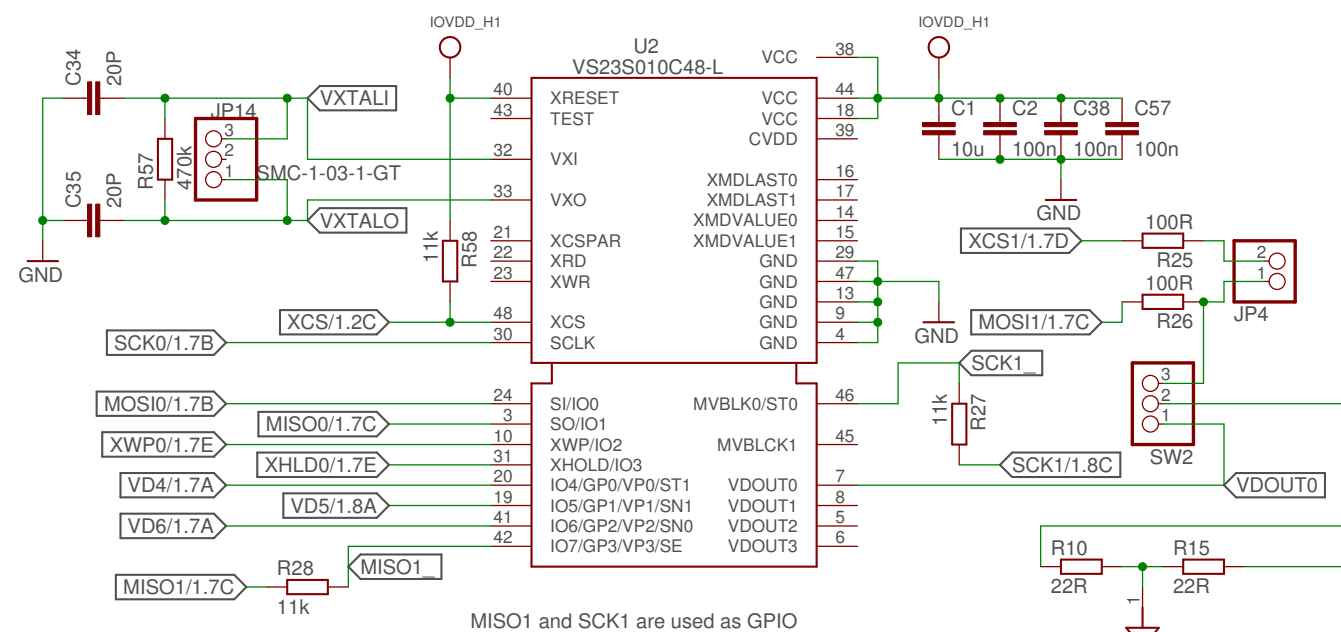 IOVDD_H1
IOVDD_H1
C34
20P
VXTALI
JP14
3
2
1
R57
470k
SMC-1-03-1-GT
C35
20P
VXTALO
GND
11k
R58
XCS/1.2C
SCK0/1.7B
MOSI0/1.7B
MISO0/1.7C
XWP0/1.7E
XHLD0/1.7E
VD4/1.7A
VD5/1.8A
VD6/1.7A
MISO1_
MISO1/1.7C
R28
11k
U2
VS23S010C48-L
40 XRESET
43 TEST
32 VXI
33 VXO
21 XCSPAR
22 XRD
23 XWR
48 XCS
30 SCLK
24 SI/IO0
3 SO/IO1
10 XWP/IO2
31 XHOLD/IO3
20 IO4/GP0/VP0/ST1
19 IO5/GP1/VP1/SN1
41 IO6/GP2/VP2/SN0
42 IO7/GP3/VP3/SE
VCC 38
VCC 44
VCC 18
CVDD 39
XMDLAST0 16
XMDLAST1 17
XMDVALUE0 14
XMDVALUE1 15
GND 29
GND 47
GND 13
GND 9
GND 4
MVBLK0/ST0 46
MVBLCK1 45
VDOUT0 7
VDOUT1 8
VDOUT2 5
VDOUT3 6
C1
10u
C2
100n
C38
100n
C57
100n
GND
GND
XCS1/1.7D
100R
R25
MOSI1/1.7C
100R
R26
2
1
JP4
SCK1_
11k
R27
SCK1/1.8C
3
2
1
SW2
VDOUT0
R10
22R
R15
22R
1
MISO1 and SCK1 are used as GPIO